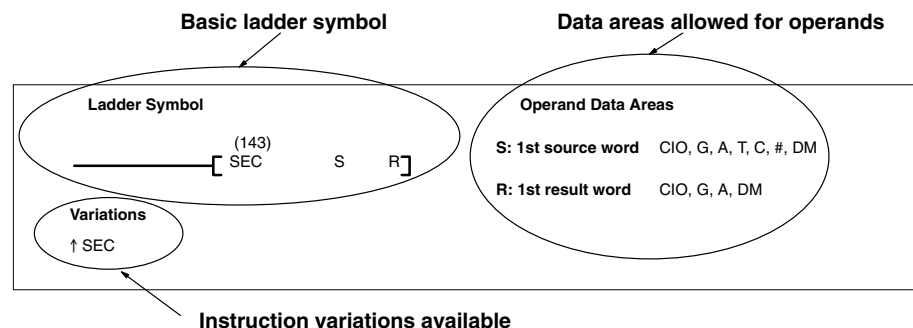 Basic ladder symbol
Data areas allowed for operands
Ladder Symbol
Operand Data Areas
(143)
SEC S R
S: 1st source word CIO, G, A, T, C, #, DM
R: 1st result word CIO, G, A, DM
Variations
↑ SEC
Instruction variations available